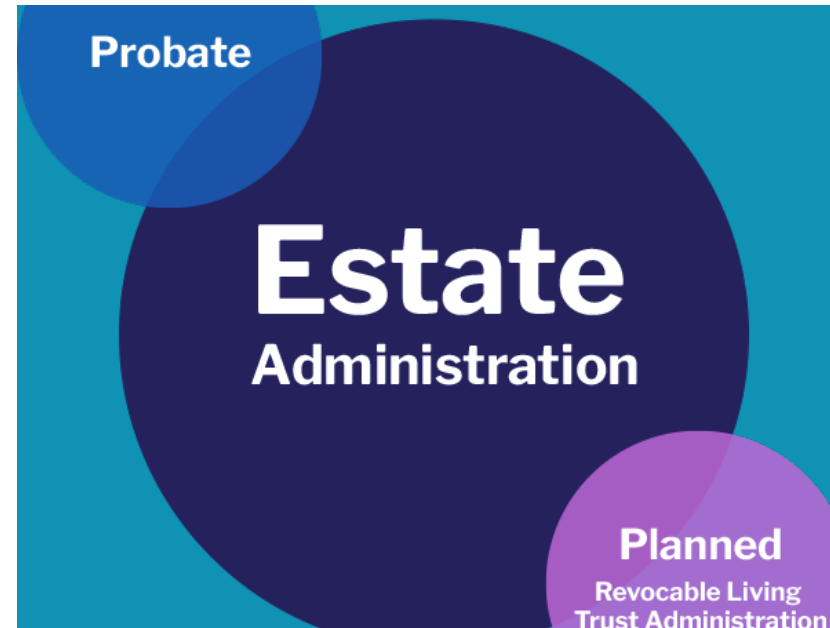 Probate
Estate
Administration
Planned
Revocable Living
Trust Administration